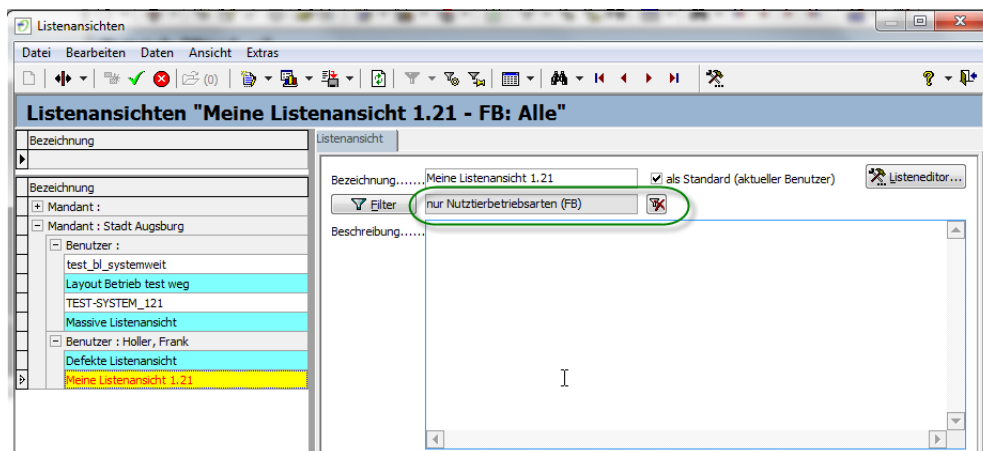 Listenansichten
Datei Bearbeiten Daten Ansicht Extras
(0)
Listenansichten "Meine Listenansicht 1.21 - FB: Alle"
Bezeichnung
Bezeichnung
Mandant :
Mandant : Stadt Augsburg
Benutzer :
test_bl_systemweit
Layout Betrieb test weg
TEST-SYSTEM_121
Massive Listenansicht
Benutzer : Holler, Frank
Defekte Listenansicht
Meine Listenansicht 1.21
Listenansicht
Bezeichnung...... Meine Listenansicht 1.21 als Standard (aktueller Benutzer) Listeneditor...
Filter nur Nutztierbetriebsarten (FB)
Beschreibung......